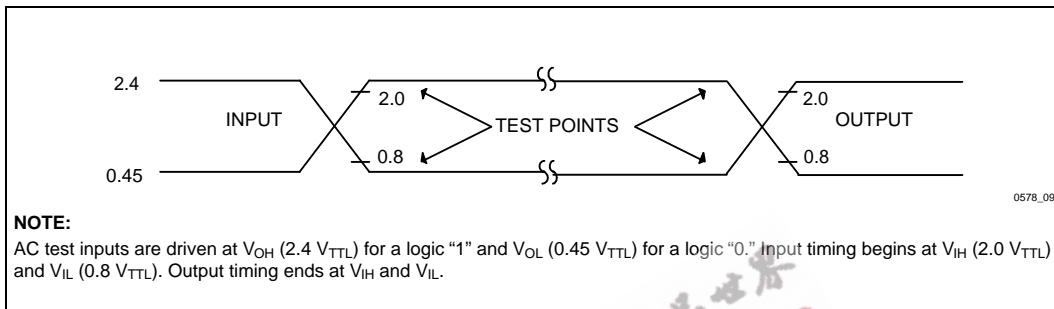 2.4
2.0
2.0
INPUT
TEST POINTS
OUTPUT
0.8
0.8
0.45
0578_09
NOTE:
AC test inputs are driven at VOH (2.4 VTTL) for a logic “1” and VOL (0.45 VTTL) for a logic “0.” Input timing begins at VIH (2.0 VTTL)
and VIL (0.8 VTTL). Output timing ends at VIH and VIL.